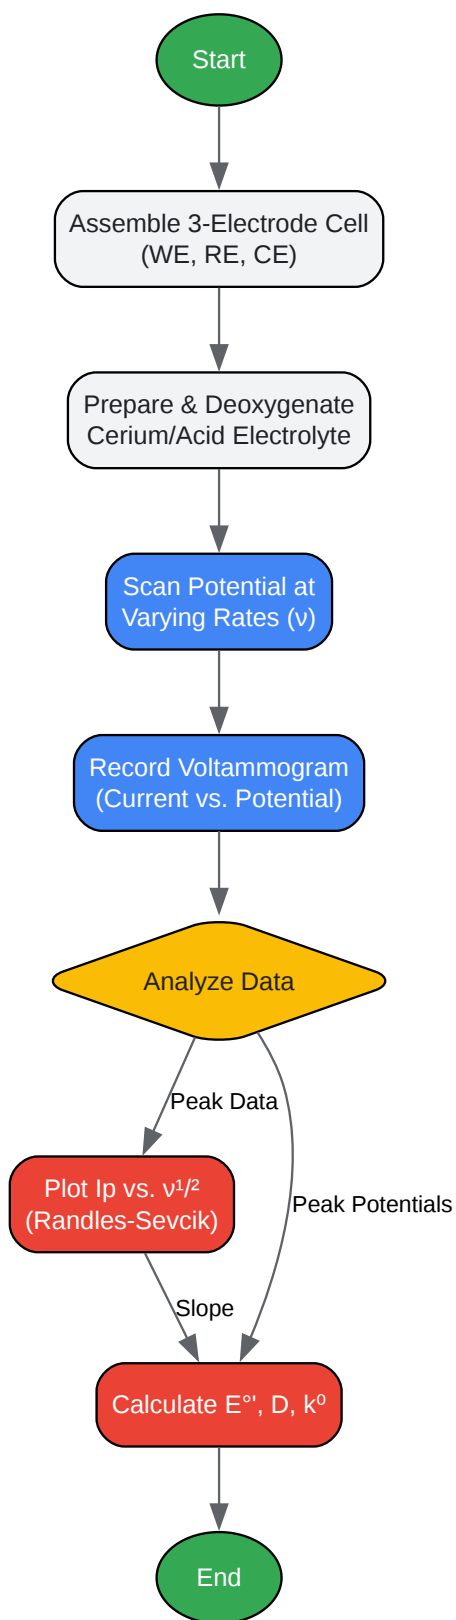 Start
Assemble 3-Electrode Cell
(WE, RE, CE)
Prepare & Deoxygenate
Cerium/Acid Electrolyte
Scan Potential at
Varying Rates (ν)
Record Voltammogram
(Current vs. Potential)
Analyze Data
Peak Data
Plot Ip vs. ν¹/²
(Randles-Sevcik)
Peak Potentials
Slope
Calculate E°', D, k⁰
End